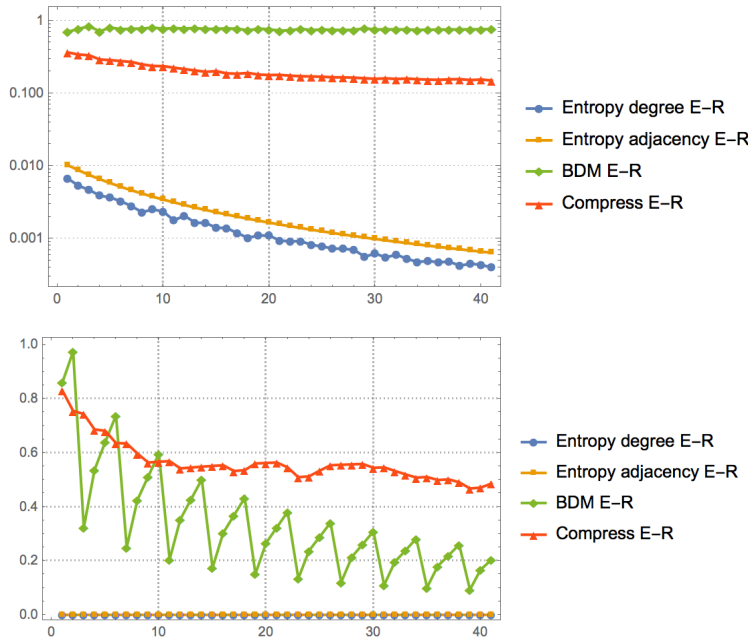 1
0.100
0.010
0.001
0 10 20 30 40
Entropy degree E–R
Entropy adjacency E–R
BDM E–R
Compress E–R
1.0
0.8
0.6
0.4
0.2
0.0
0 10 20 30 40
Entropy degree E–R
Entropy adjacency E–R
BDM E–R
Compress E–R